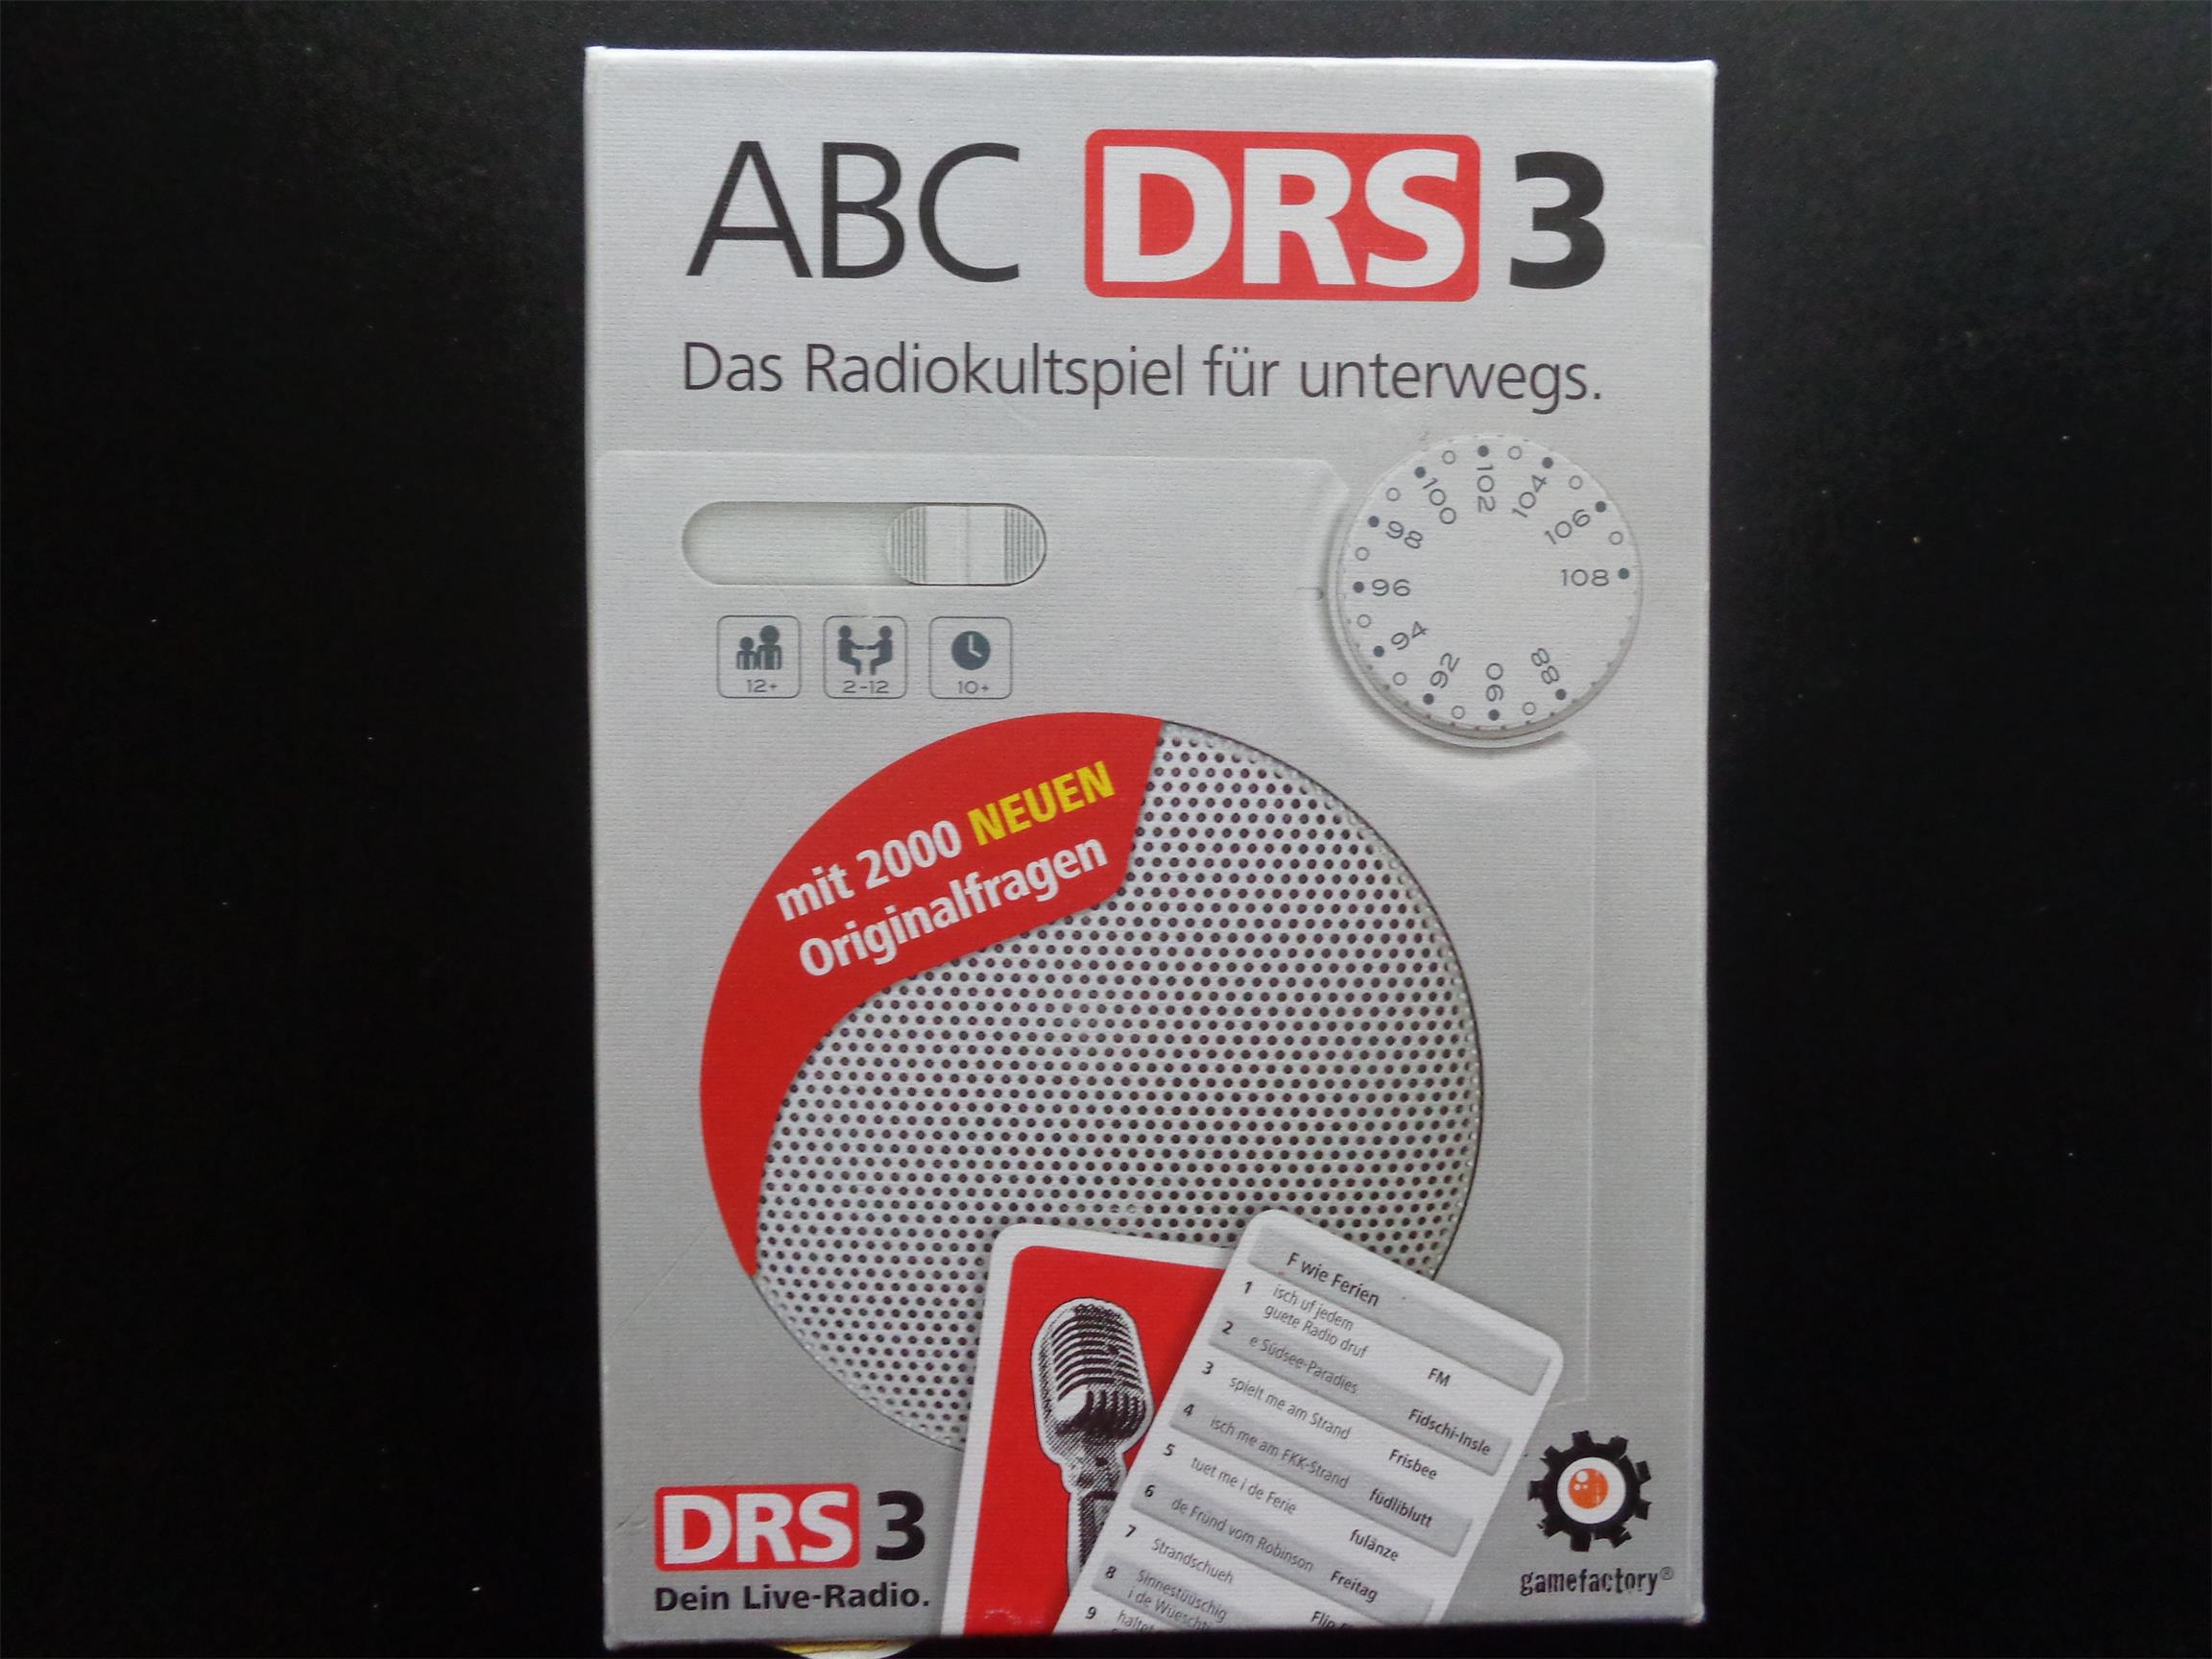 ABC DRS 3
Das Radiokultspiel für unterwegs.
88
90
92
94
96
98
100
102
104
106
108
12+
2-12
10+
mit 2000 NEUEN
Originalfragen
F wie Ferien
1 isch uf jedem
guete Radio druf FM
2 e Südsee-Paradies Fidschi-Insle
3 spielt me am Strand Frisbee
4 isch me am FKK-Strand füdliblutt
5 tuet me i de Ferie fulänze
6 de Fründ vom Robinson Freitag
7 Strandschueh
8 Sinnestüüschig
i de
9
DRS 3
Dein Live-Radio.
gamefactory®